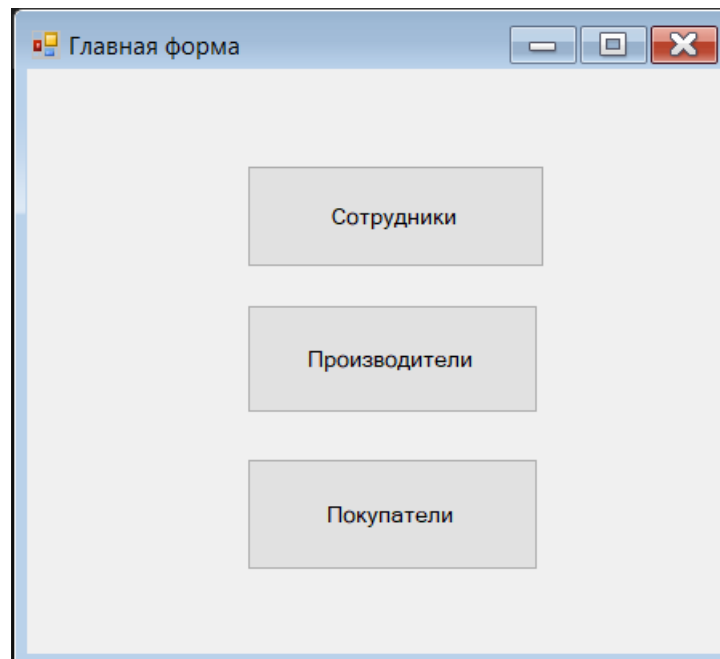 Главная форма
Сотрудники
Производители
Покупатели